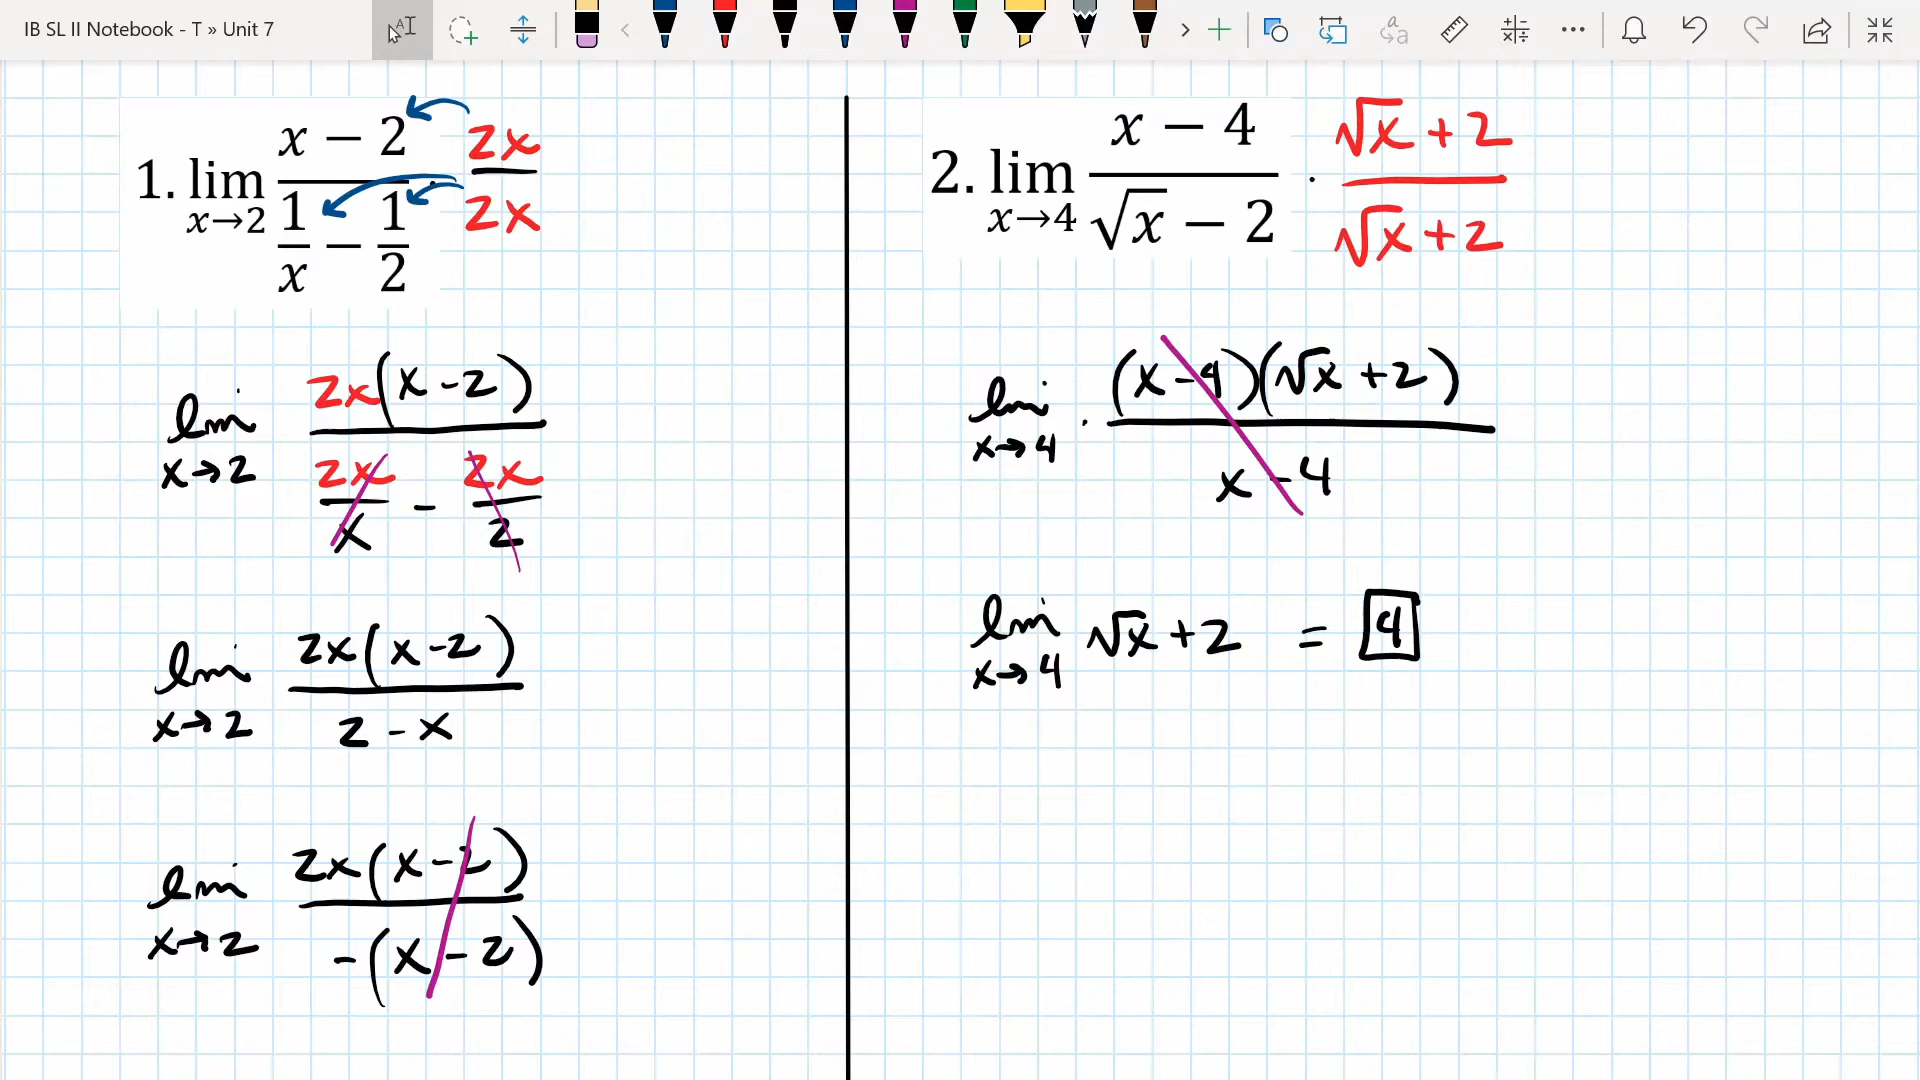 IB SL II Notebook - T » Unit 7
1. lim x→2 (x − 2)/(1/x − 1/2) · 2x/2x
lim x→2 2x(x-2)/(2x/x - 2x/2)
lim x→2 2x(x-2)/(2-x)
lim x→2 2x(x-2)/(-(x-2))
2. lim x→4 (x − 4)/(√x − 2) · (√x+2)/(√x+2)
lim x→4 · (x-4)(√x+2)/(x-4)
lim x→4 √x+2 = 4